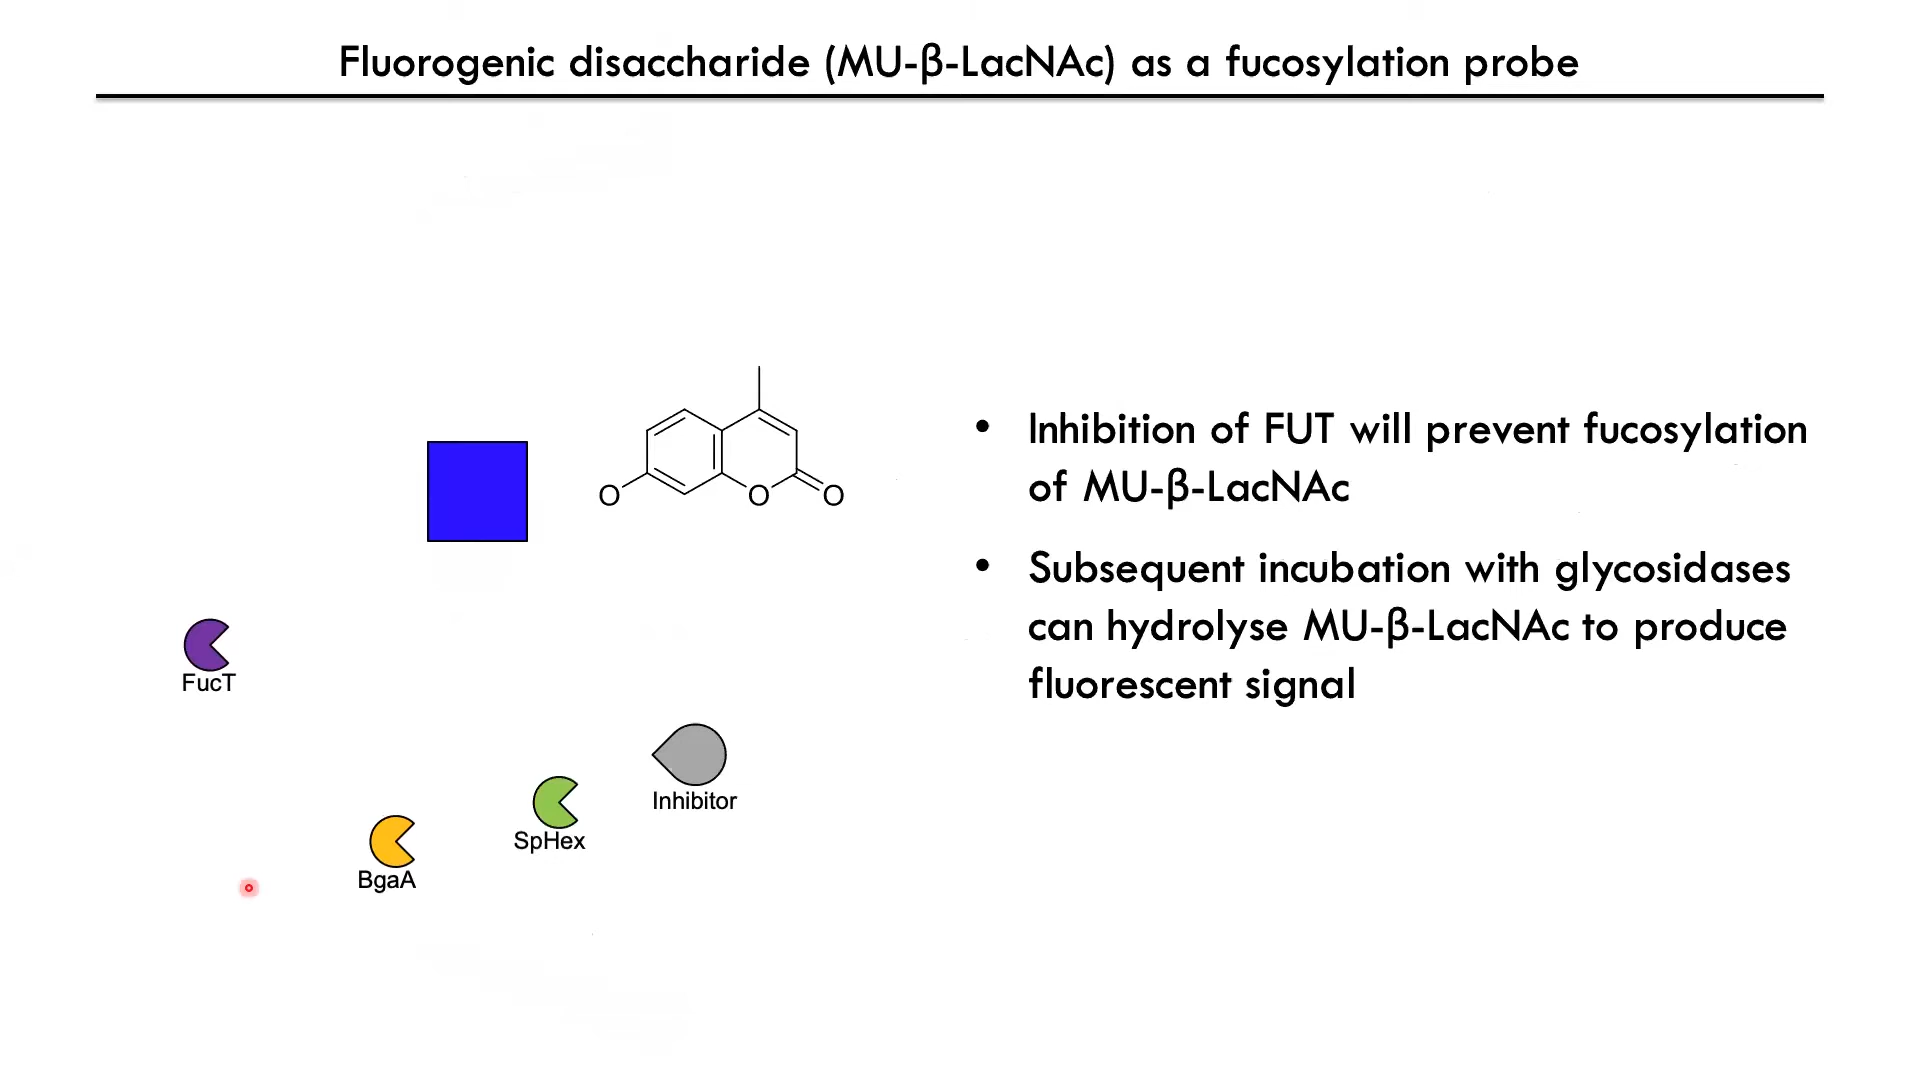 Fluorogenic disaccharide (MU-β-LacNAc) as a fucosylation probe
O
O
O
• Inhibition of FUT will prevent fucosylation
of MU-β-LacNAc
• Subsequent incubation with glycosidases
can hydrolyse MU-β-LacNAc to produce
fluorescent signal
FucT
Inhibitor
SpHex
BgaA